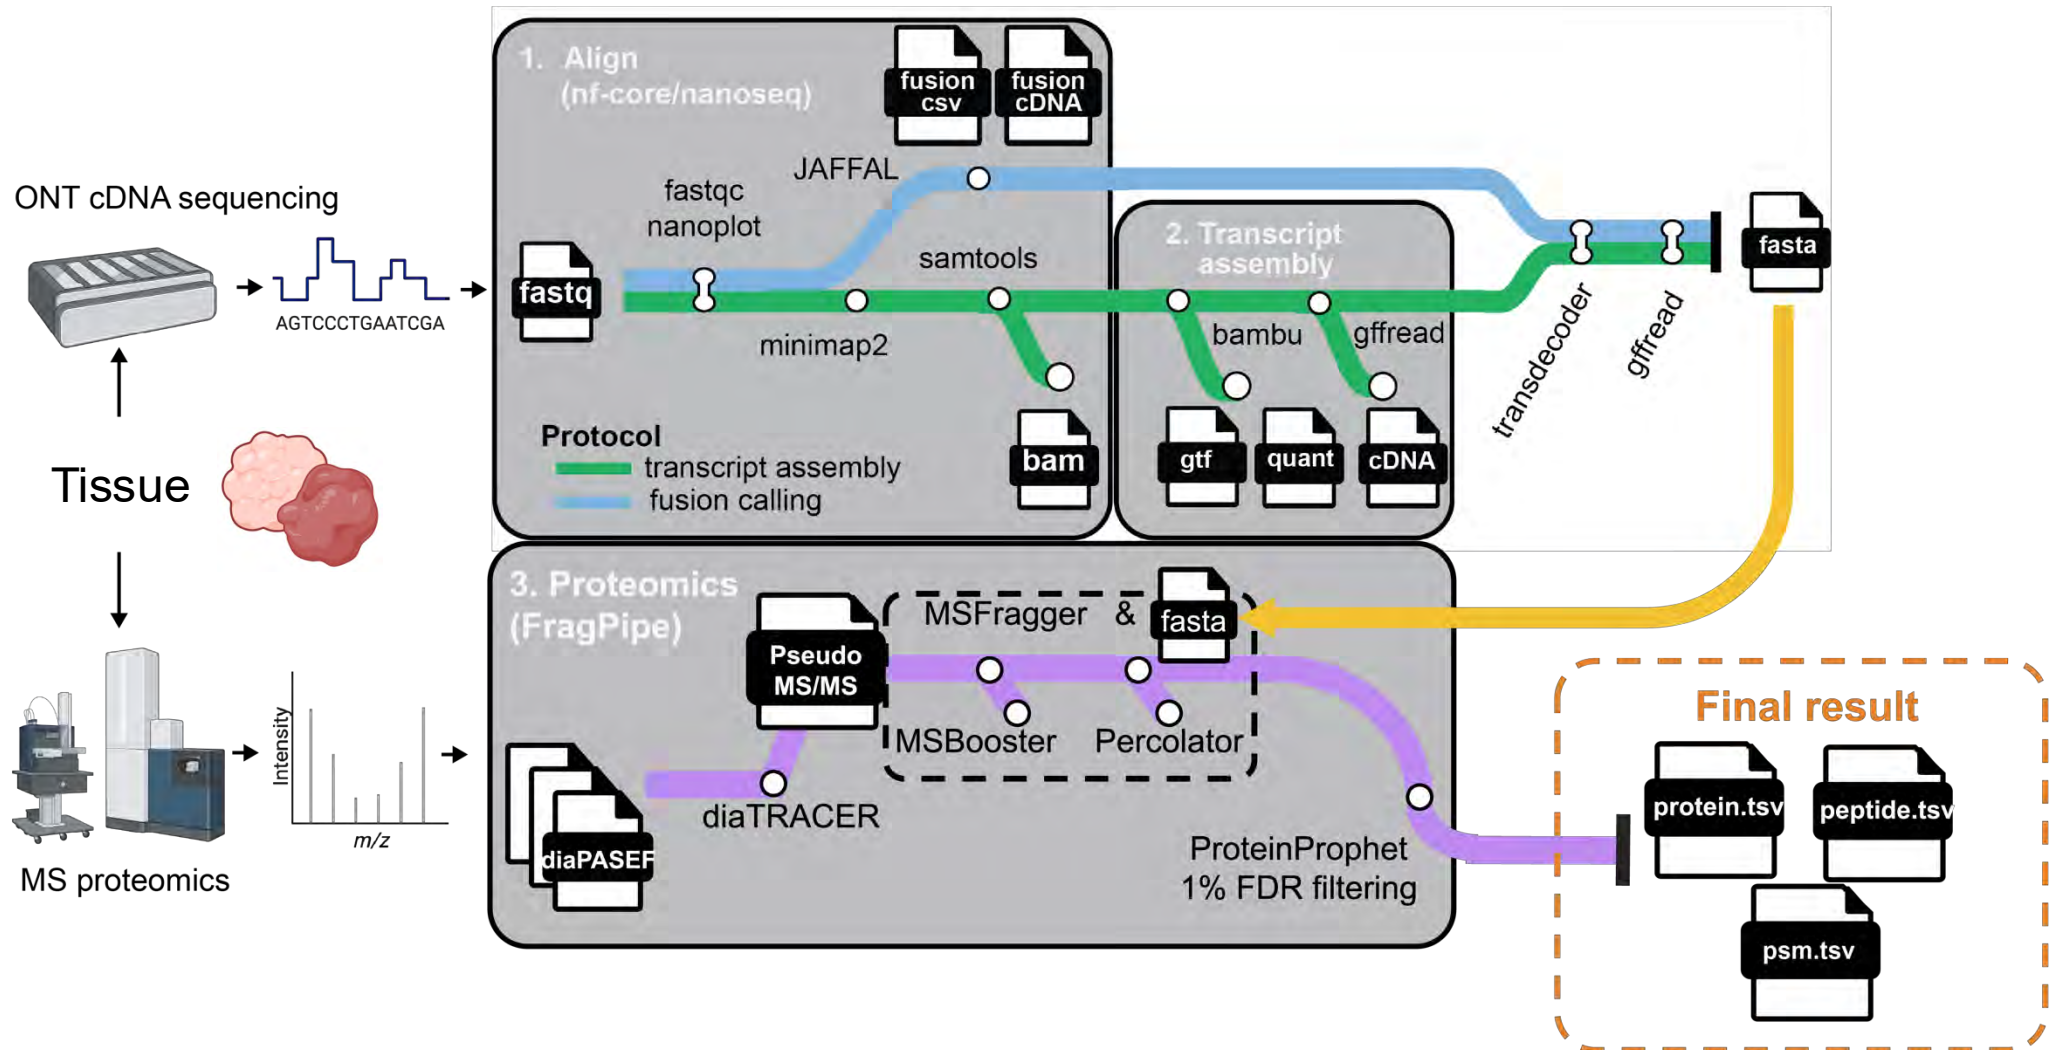 1. Align
(nf-core/nanoseq)
fusion
csv
fusion
cDNA
JAFFAL
fastqc
nanoplot
ONT cDNA sequencing
AGTCCCTGAATCGA
fastq
samtools
minimap2
2. Transcript
assembly
bambu
gffread
transdecoder
gffread
fasta
Protocol
transcript assembly
fusion calling
bam
gtf
quant
cDNA
Tissue
3. Proteomics
(FragPipe)
MSFragger &
fasta
Pseudo
MS/MS
MSBooster
Percolator
diaTRACER
diaPASEF
Intensity
m/z
MS proteomics
ProteinProphet
1% FDR filtering
Final result
protein.tsv
peptide.tsv
psm.tsv